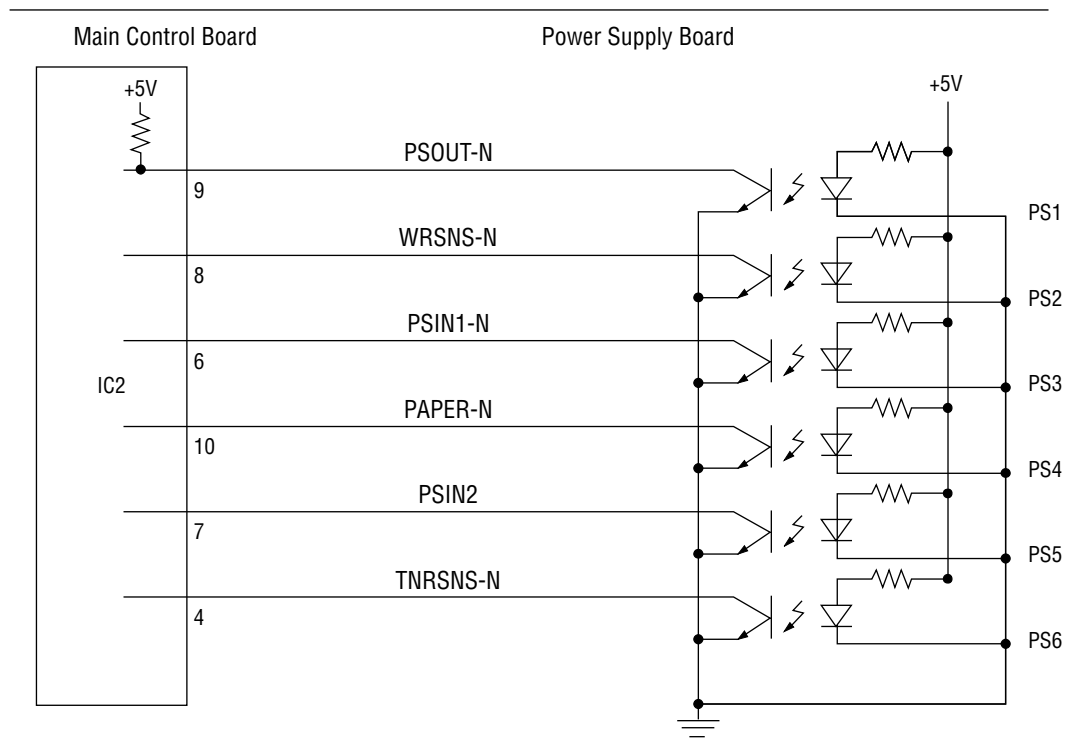 Main Control Board
Power Supply Board
+5V
+5V
PSOUT-N
9
PS1
WRSNS-N
8
PS2
PSIN1-N
6
PS3
IC2
PAPER-N
10
PS4
PSIN2
7
PS5
TNRSNS-N
4
PS6